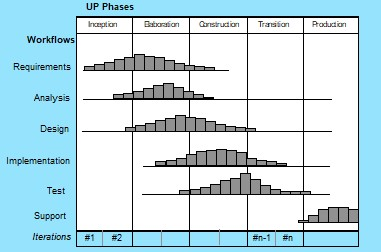 UP Phases
Inception Elaboration Construction Transition Production
Workflows
Requirements
Analysis
Design
Implementation
Test
Support
Iterations #1 #2 #n-1 #n